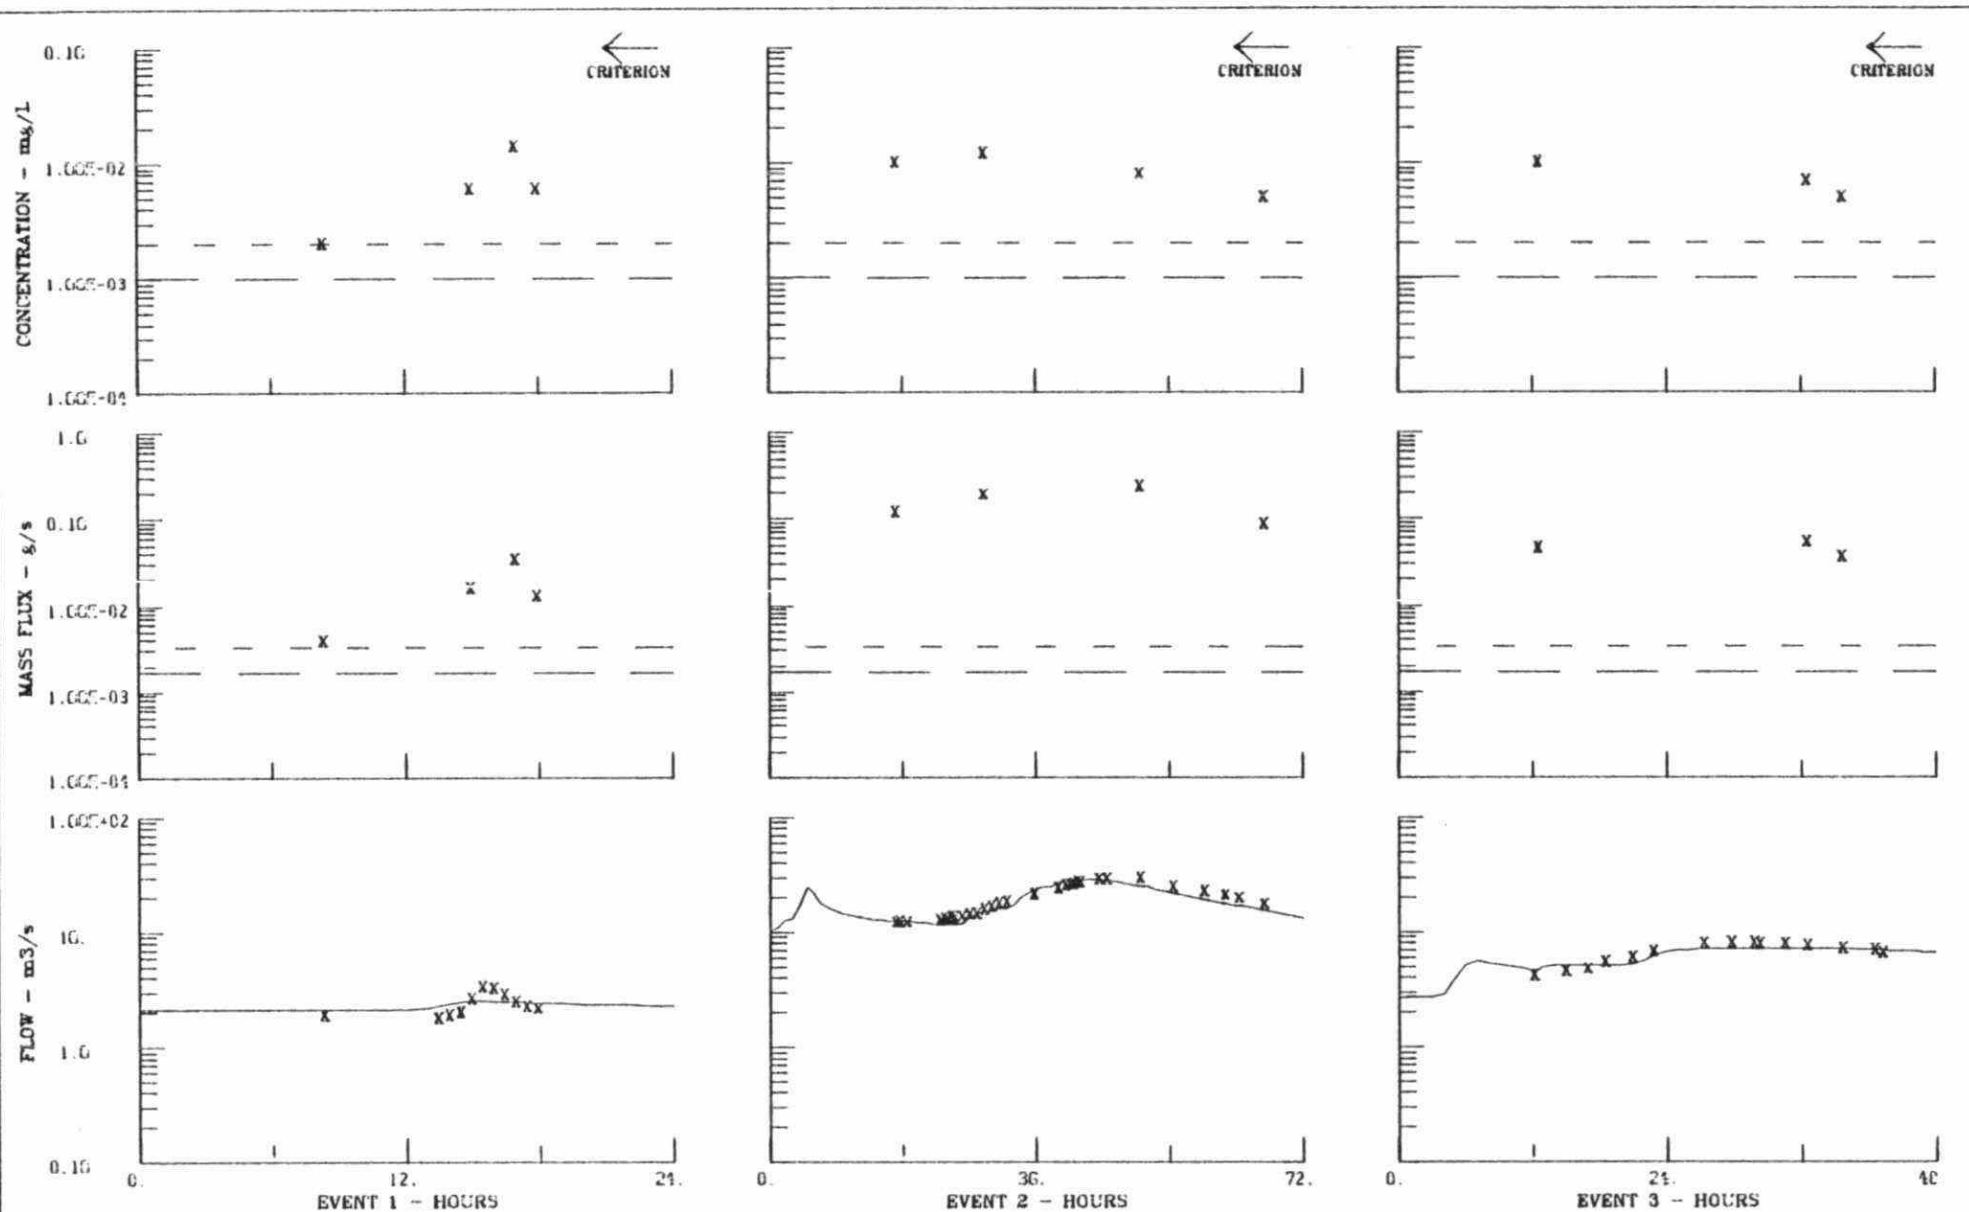 0.10
CRITERION
CRITERION
CRITERION
CONCENTRATION - mg/l
1.00E-02
1.00E-03
1.00E-04
1.0
MASS FLUX - g/s
0.10
1.00E-02
1.00E-03
1.00E-04
1.00E+02
FLOW - m3/s
10.
1.0
0.10
0. 12. 24. 0. 36. 72. 0. 24.
EVENT 1 - HOURS EVENT 2 - HOURS EVENT 3 - HOURS